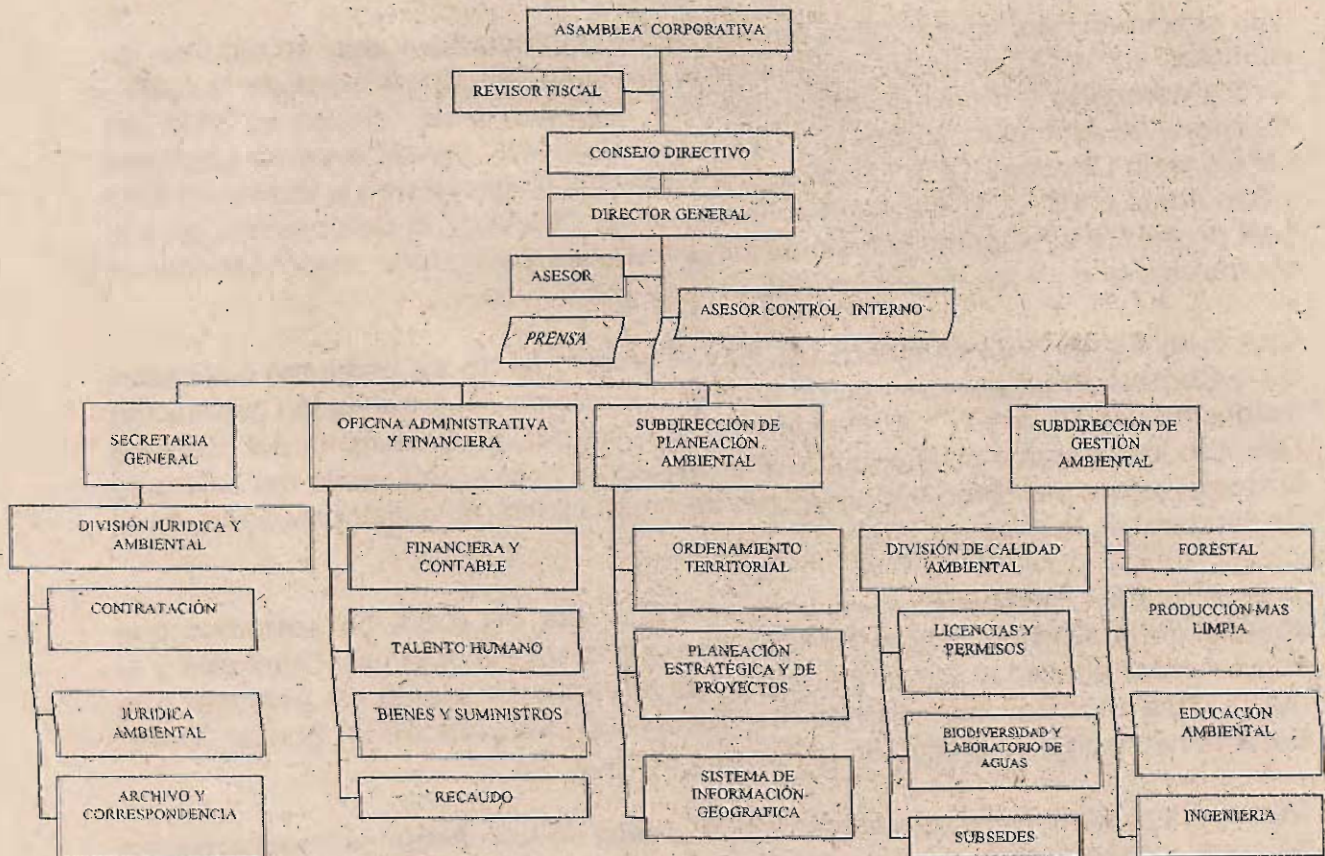 ASAMBLEA CORPORATIVA
REVISOR FISCAL
CONSEJO DIRECTIVO
DIRECTOR GENERAL
ASESOR
ASESOR CONTROL INTERNO
PRENSA
SECRETARIA
GENERAL
OFICINA ADMINISTRATIVA
Y FINANCIERA
SUBDIRECCIÓN DE
PLANEACIÓN
AMBIENTAL
SUBDIRECCIÓN DE
GESTIÓN
AMBIENTAL
DIVISIÓN JURIDICA Y
AMBIENTAL
CONTRATACIÓN
JURIDICA
AMBIENTAL
ARCHIVO Y
CORRESPONDENCIA
FINANCIERA Y
CONTABLE
TALENTO HUMANO
BIENES Y SUMINISTROS
RECAUDO
ORDENAMIENTO
TERRITORIAL
PLANEACIÓN
ESTRATÉGICA Y DE
PROYECTOS
SISTEMA DE
INFORMACIÓN
GEOGRAFICA
DIVISIÓN DE CALIDAD
AMBIENTAL
LICENCIAS Y
PERMISOS
BIODIVERSIDAD Y
LABORATORIO DE
AGUAS
SUBSEDES
FORESTAL
PRODUCCIÓN MAS
LIMPIA
EDUCACIÓN
AMBIENTAL
INGENIERIA